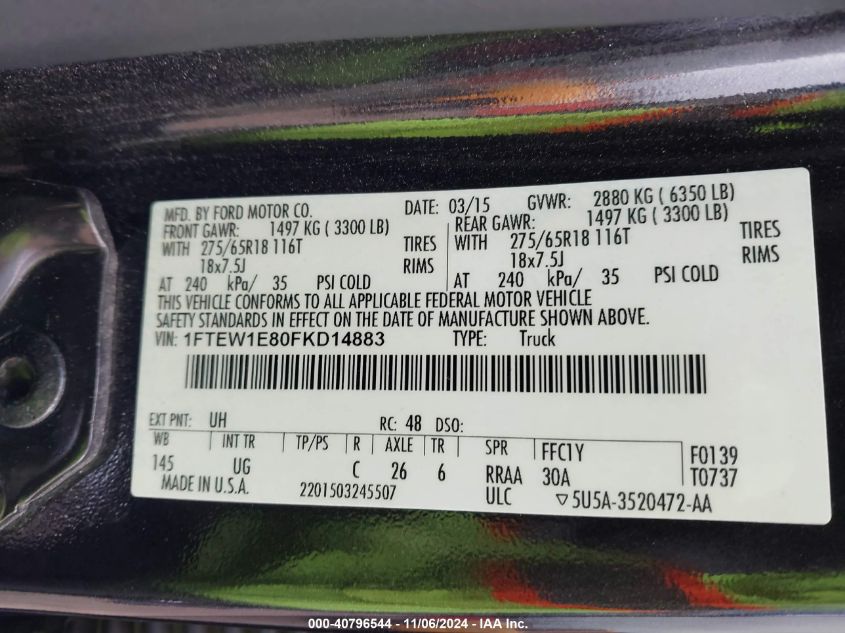 MFD. BY FORD MOTOR CO.
DATE: 03/15 GVWR: 2880 KG ( 6350 LB)
FRONT GAWR: 1497 KG ( 3300 LB)
REAR GAWR: 1497 KG ( 3300 LB)
WITH 275/65R18 116T TIRES
WITH 275/65R18 116T TIRES
18x7.5J RIMS
18x7.5J RIMS
AT 240 kPa/ 35 PSI COLD
AT 240 kPa/ 35 PSI COLD
THIS VEHICLE CONFORMS TO ALL APPLICABLE FEDERAL MOTOR VEHICLE
SAFETY STANDARDS IN EFFECT ON THE DATE OF MANUFACTURE SHOWN ABOVE.
VIN: 1FTEW1E80FKD14883 TYPE: Truck
EXT PNT: UH RC: 48 DSO:
WB INT TR TP/PS R AXLE TR SPR FFC1Y F0139
145 UG C 26 6 RRAA 30A T0737
MADE IN U.S.A. 2201503245507 ULC ▽5U5A-3520472-AA
000-40796544 - 11/06/2024 - IAA Inc.